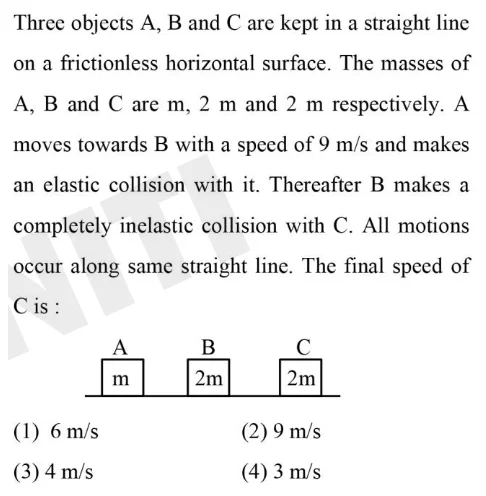 Three objects A, B and C are kept in a straight line
on a frictionless horizontal surface. The masses of
A, B and C are m, 2 m and 2 m respectively. A
moves towards B with a speed of 9 m/s and makes
an elastic collision with it. Thereafter B makes a
completely inelastic collision with C. All motions
occur along same straight line. The final speed of
C is :
A B C
m 2m 2m
(1) 6 m/s (2) 9 m/s
(3) 4 m/s (4) 3 m/s
NITI